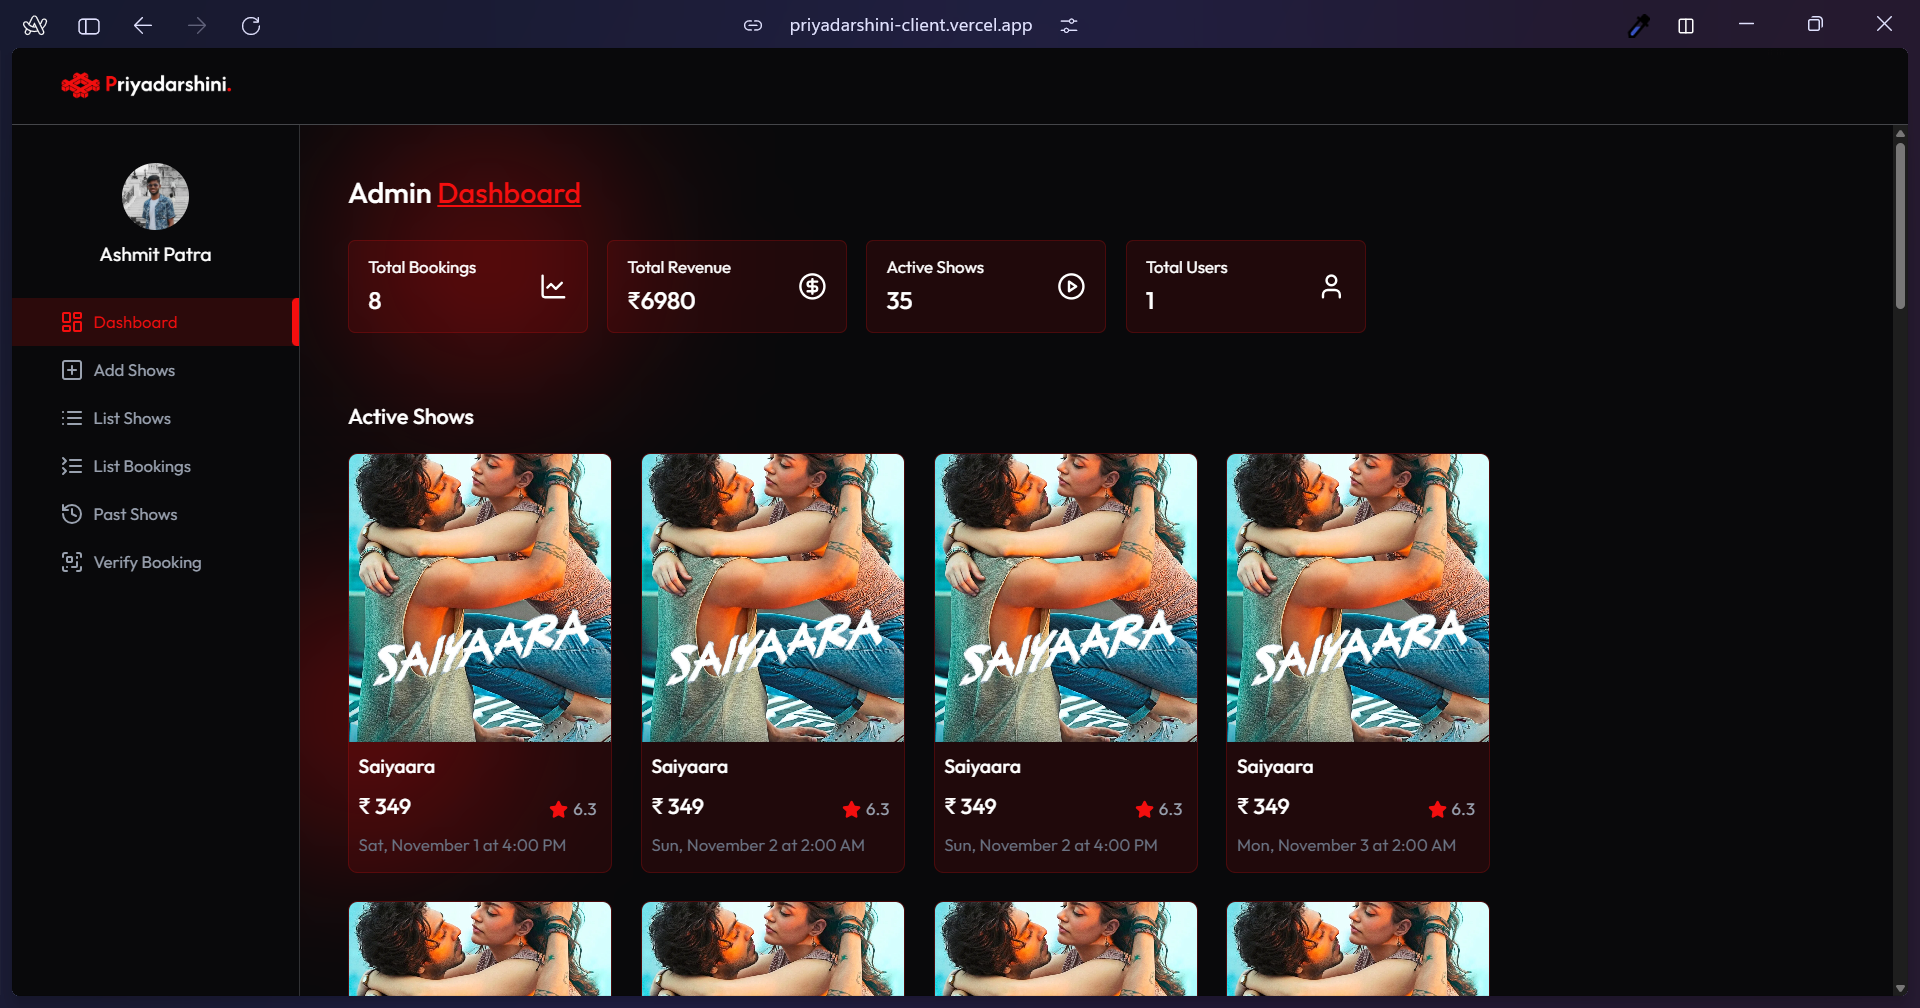 priyadarshini-client.vercel.app
Priyadarshini.
Ashmit Patra
Dashboard
Add Shows
List Shows
List Bookings
Past Shows
Verify Booking
Admin Dashboard
Total Bookings
8
Total Revenue
₹6980
Active Shows
35
Total Users
1
Active Shows
SAIYAARA
Saiyaara
₹ 349
6.3
Sat, November 1 at 4:00 PM
SAIYAARA
Saiyaara
₹ 349
6.3
Sun, November 2 at 2:00 AM
SAIYAARA
Saiyaara
₹ 349
6.3
Sun, November 2 at 4:00 PM
SAIYAARA
Saiyaara
₹ 349
6.3
Mon, November 3 at 2:00 AM